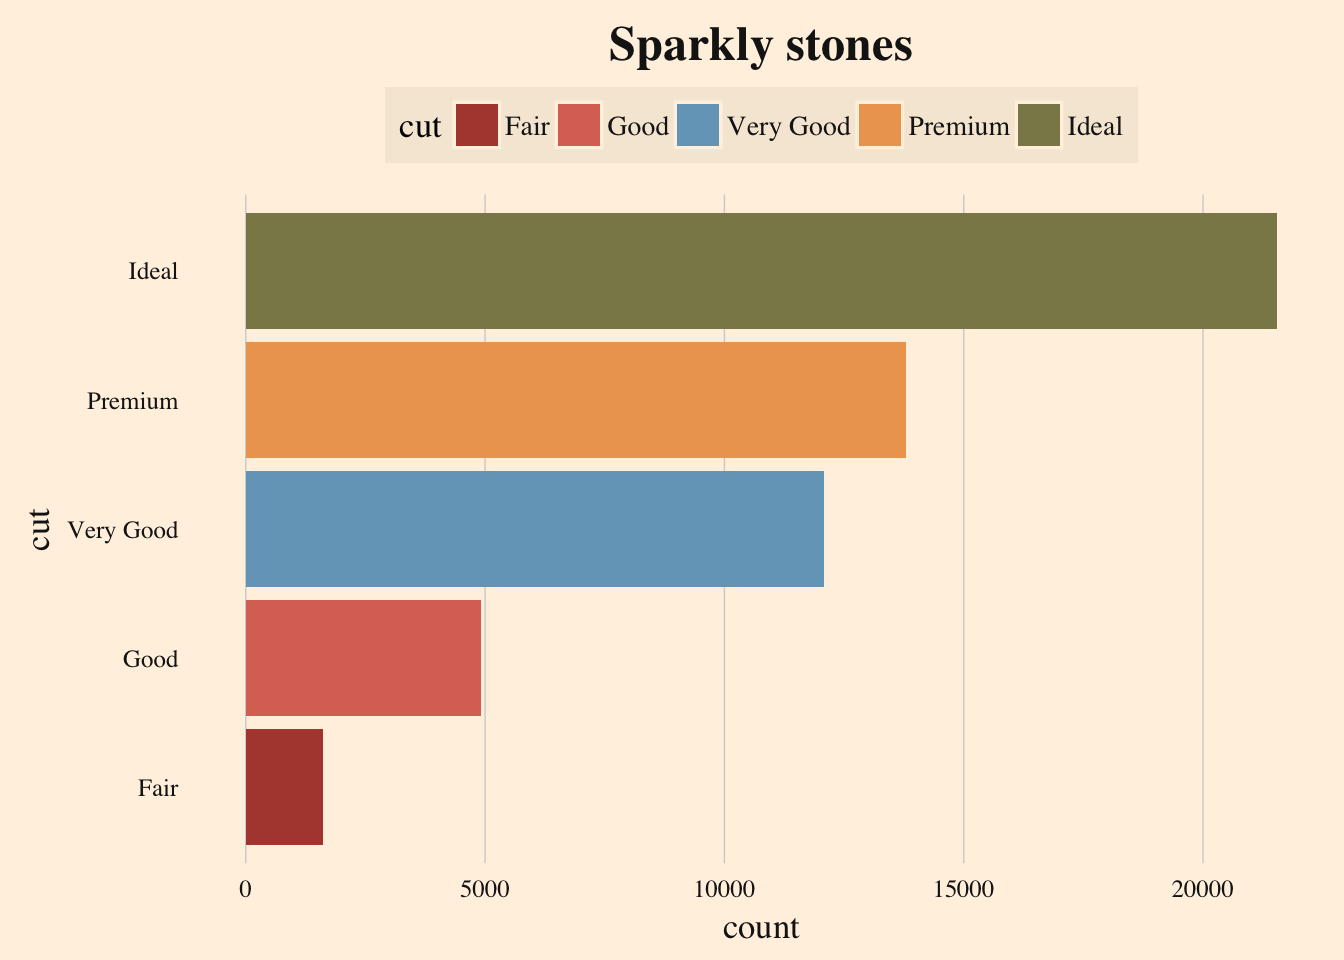 Sparkly stones
cut Fair Good Very Good Premium Ideal
Ideal
Premium
Very Good
Good
Fair
cut
0 5000 10000 15000 20000
count